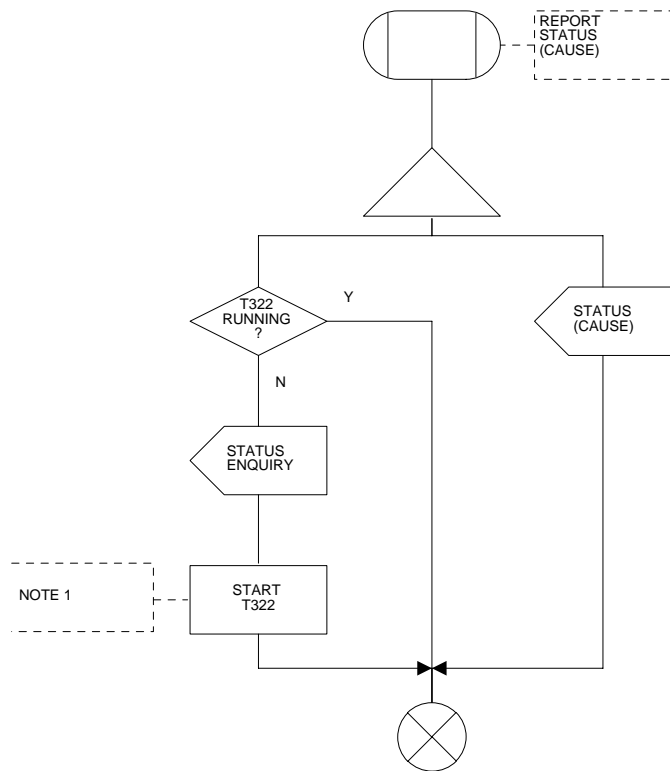 REPORT
STATUS
(CAUSE)
T322
RUNNING
?
Y
STATUS
(CAUSE)
N
STATUS
ENQUIRY
NOTE 1
START
T322